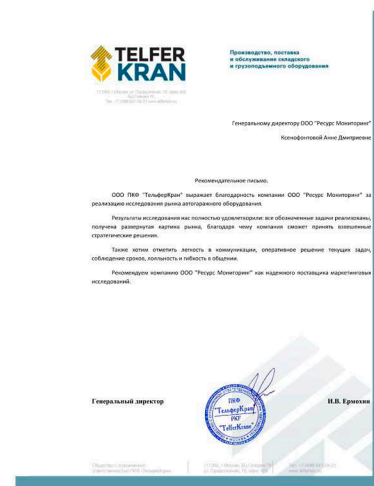 TELFER
KRAN
Производство, поставка
и обслуживание складского
и грузоподъемного оборудования
Генеральному директору ООО "Ресурс Мониторинг"
Ксенофонтовой Анне Дмитриевне
Рекомендательное письмо.
ООО ПКФ "ТельферКран" выражает благодарность компании ООО "Ресурс Мониторинг" за
реализацию исследования рынка автогаражного оборудования.
Результаты исследования нас полностью удовлетворили: все обозначенные задачи реализованы,
получена развернутая картина рынка, благодаря чему компания сможет принять взвешенные
стратегические решения.
Также хотим отметить легкость в коммуникации, оперативное решение текущих задач,
соблюдение сроков, лояльность и гибкость в общении.
Рекомендуем компанию ООО "Ресурс Мониторинг" как надежного поставщика маркетинговых
исследований.
Генеральный директор
И.В. Ермохин
ПКФ
"ТельферКран"
PKF
"TelferKran"